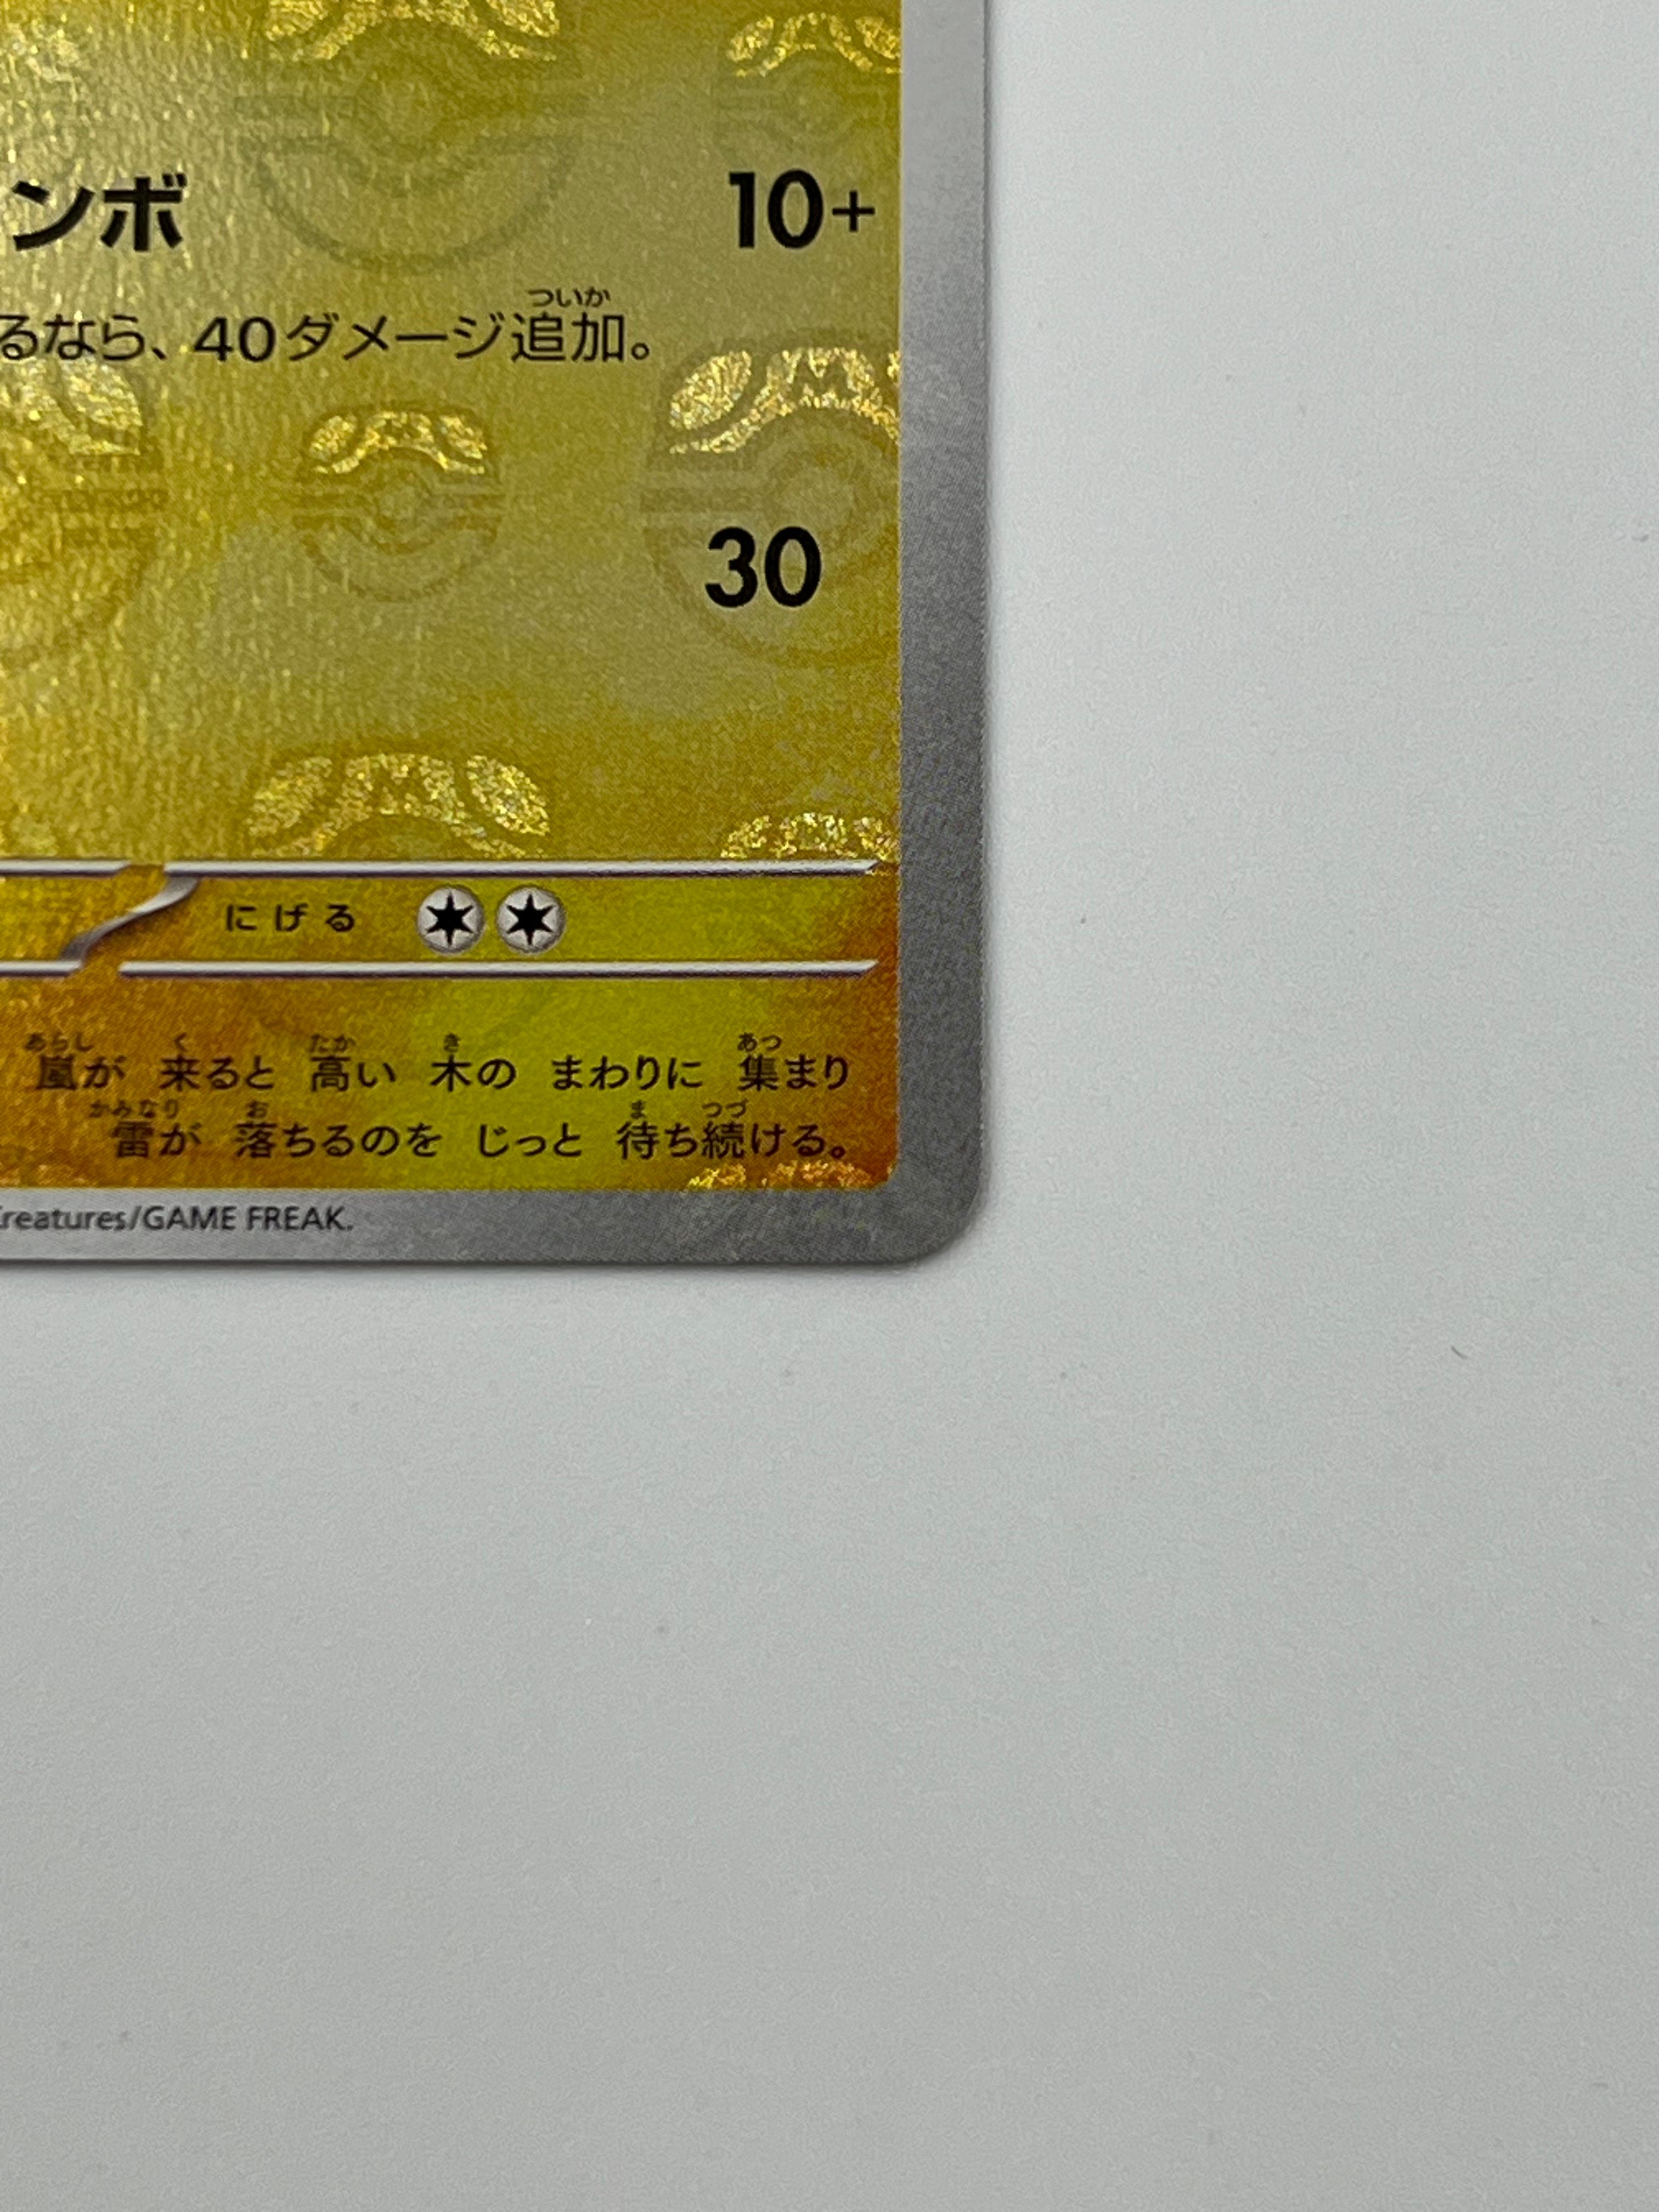 ンボ 10+
るなら、40ダメージ追加。
ついか
30
にげる
嵐が 来ると 高い 木の まわりに 集まり
あらし く たか き あつ
雷が 落ちるのを じっと 待ち続ける。
かみなり お ま つづ
Creatures/GAME FREAK.